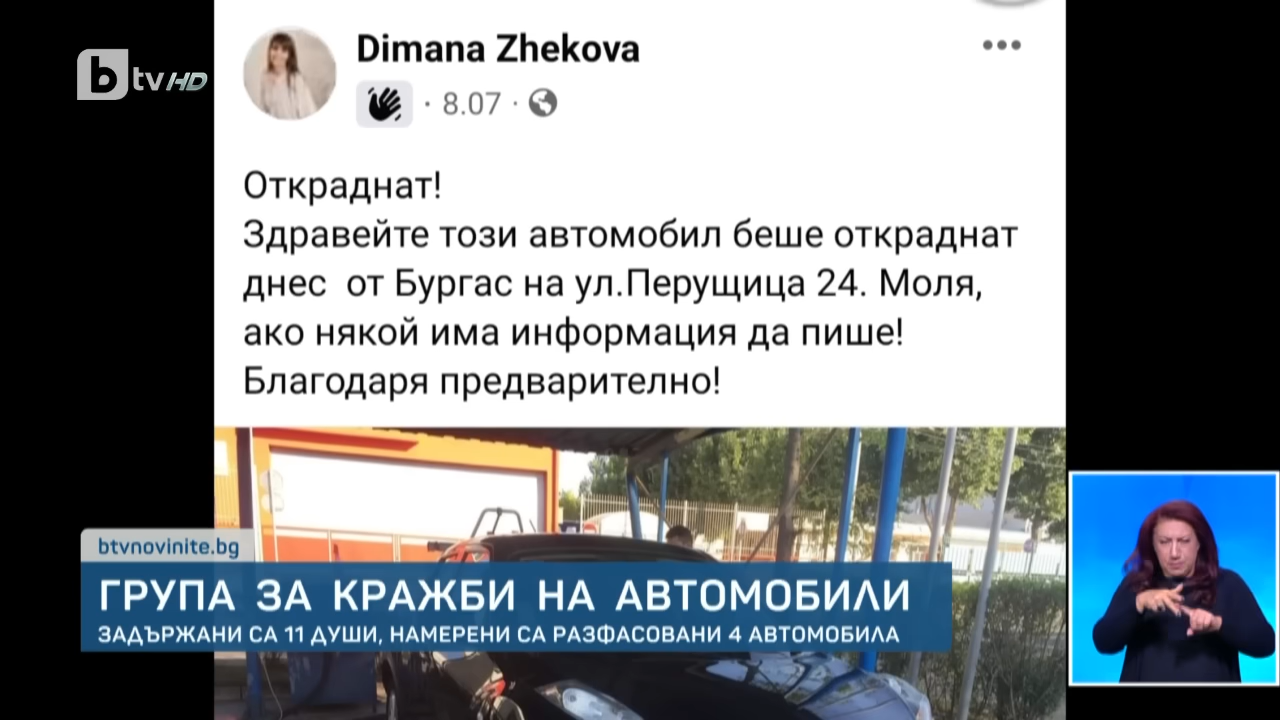 Dimana Zhekova
btv HD
· 8.07 ·
Откраднат!
Здравейте този автомобил беше откраднат
днес от Бургас на ул.Перущица 24. Моля,
ако някой има информация да пише!
Благодаря предварително!
btvnovinite.bg
ГРУПА ЗА КРАЖБИ НА АВТОМОБИЛИ
ЗАДЪРЖАНИ СА 11 ДУШИ, НАМЕРЕНИ СА РАЗФАСОВАНИ 4 АВТОМОБИЛА